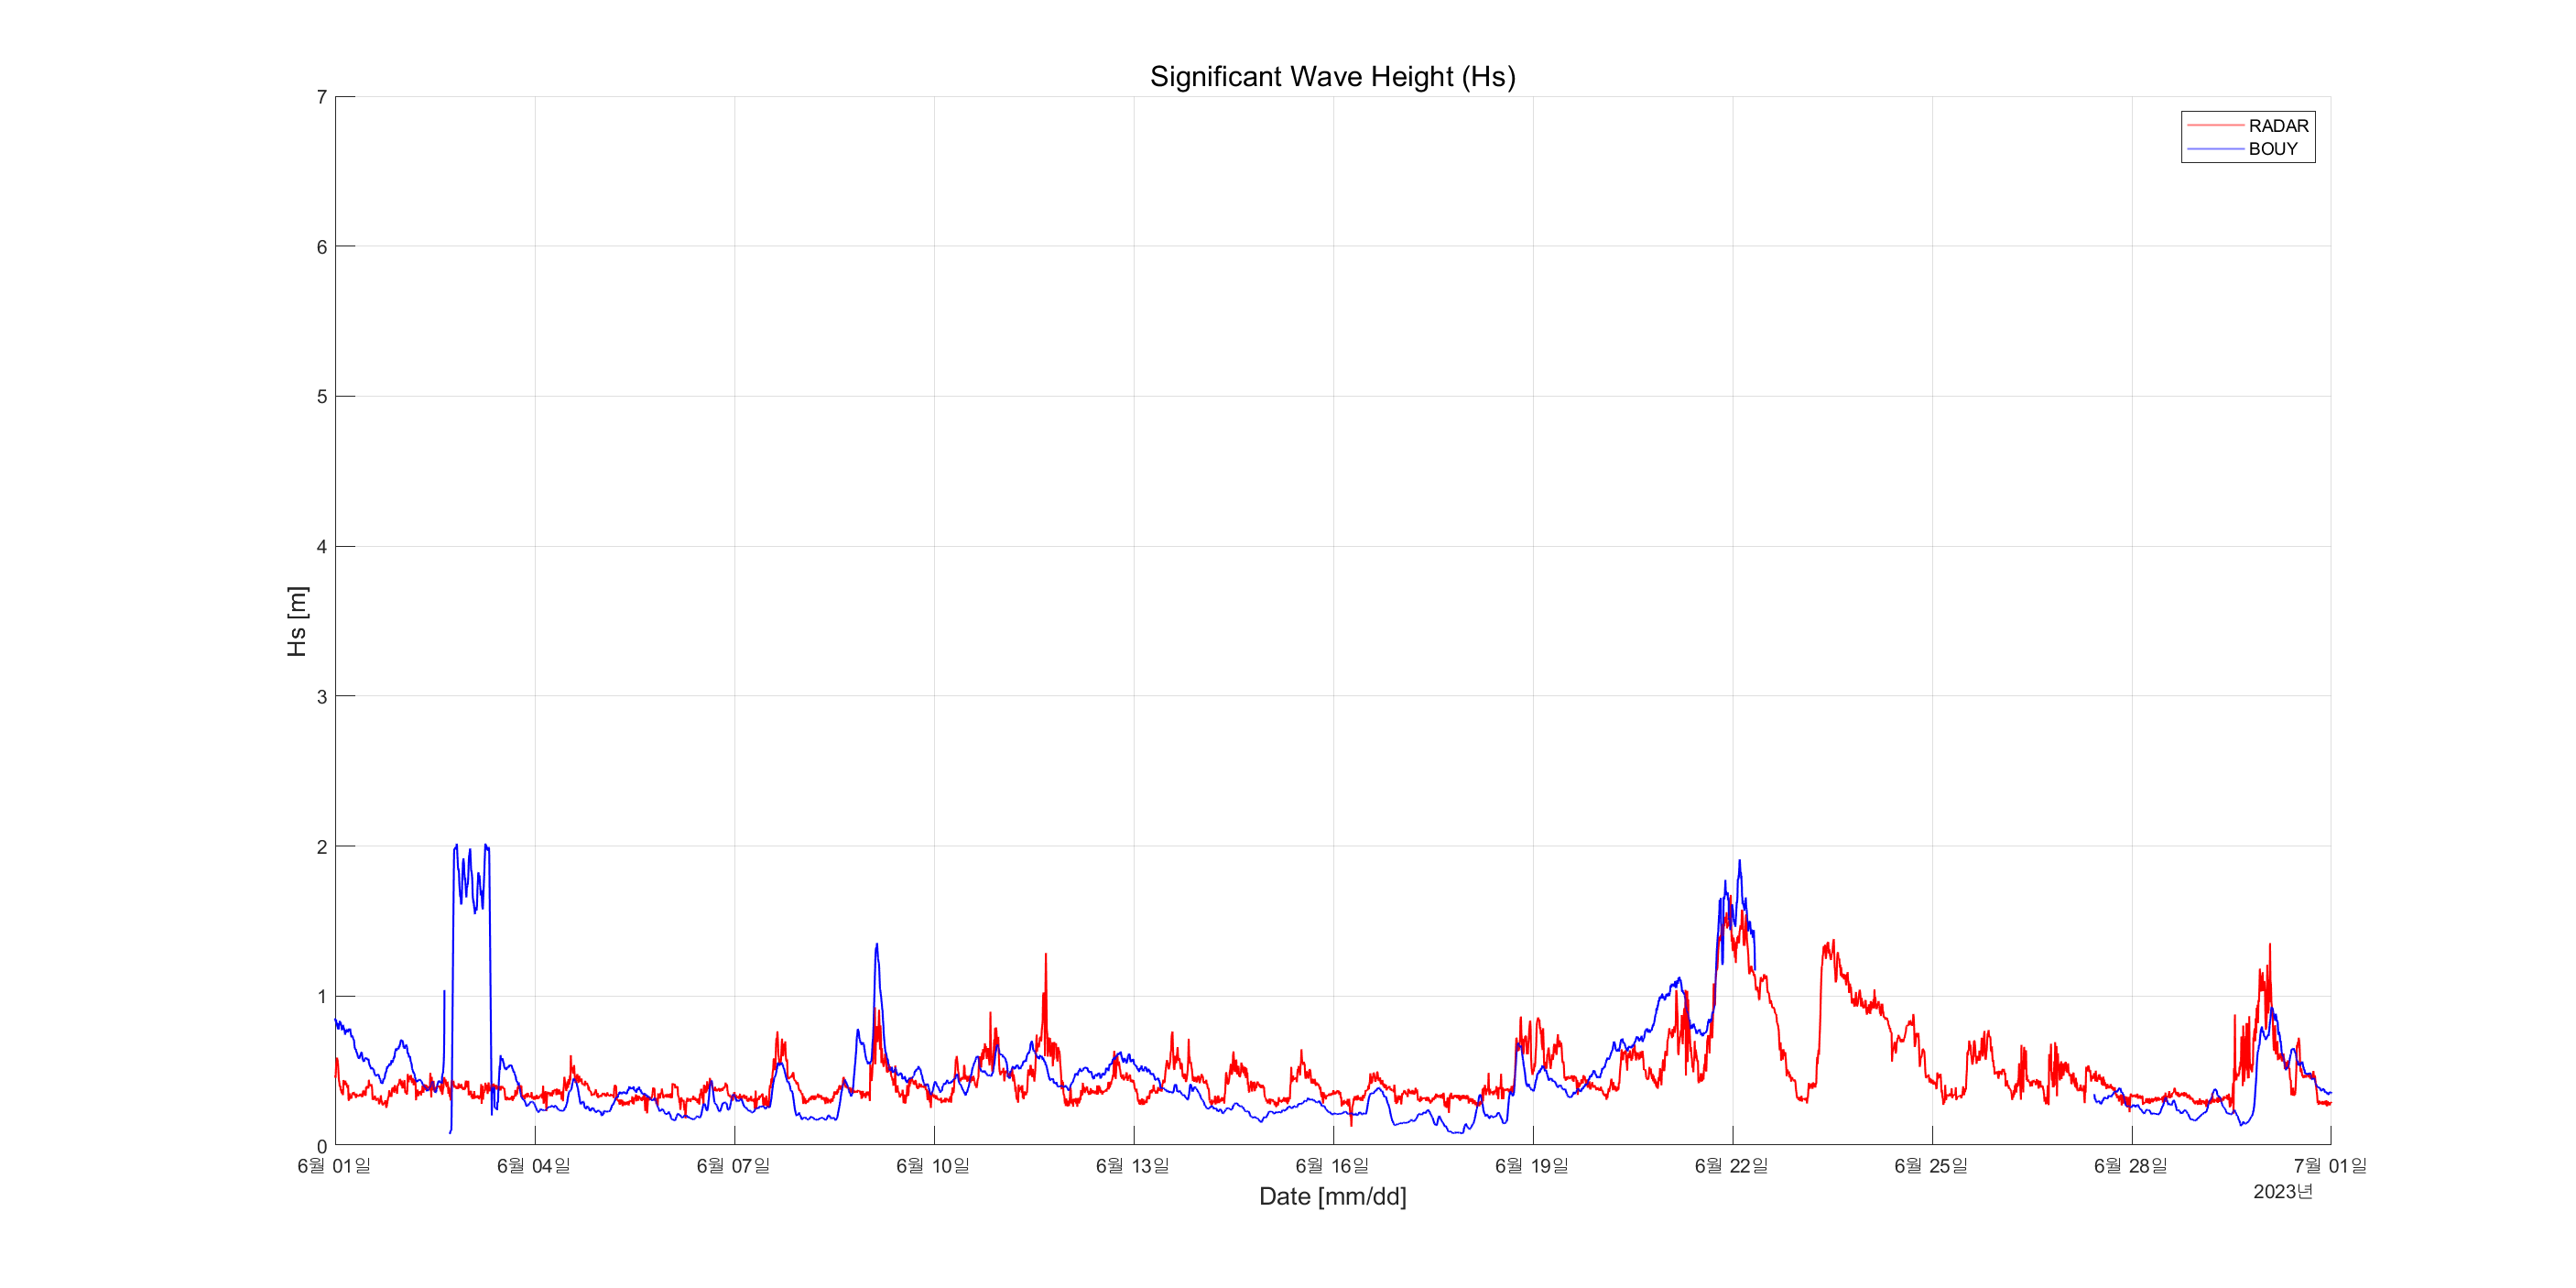 Significant Wave Height (Hs)
RADAR
BOUY
7
6
5
4
3
2
1
0
Hs [m]
6월 01일
6월 04일
6월 07일
6월 10일
6월 13일
6월 16일
6월 19일
6월 22일
6월 25일
6월 28일
7월 01일
2023년
Date [mm/dd]